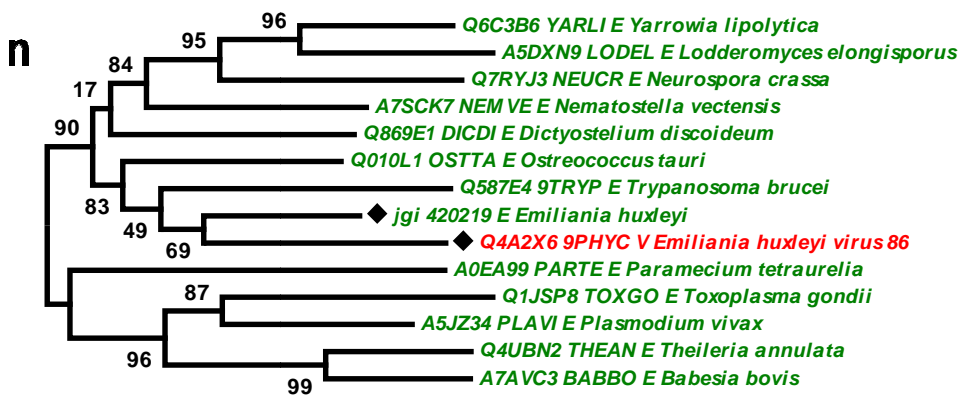 n
96
Q6C3B6 YARLI E Yarrowia lipolytica
95
A5DXN9 LODEL E Lodderomyces elongisporus
84
Q7RYJ3 NEUCR E Neurospora crassa
17
A7SCK7 NEMVE E Nematostella vectensis
90
Q869E1 DICDI E Dictyostelium discoideum
Q010L1 OSTTA E Ostreococcus tauri
83
Q587E4 9TRYP E Trypanosoma brucei
49
jgi 420219 E Emiliania huxleyi
69
Q4A2X6 9PHYC V Emiliania huxleyi virus 86
A0EA99 PARTE E Paramecium tetraurelia
87
Q1JSP8 TOXGO E Toxoplasma gondii
A5JZ34 PLAVI E Plasmodium vivax
96
Q4UBN2 THEAN E Theileria annulata
99
A7AVC3 BABBO E Babesia bovis